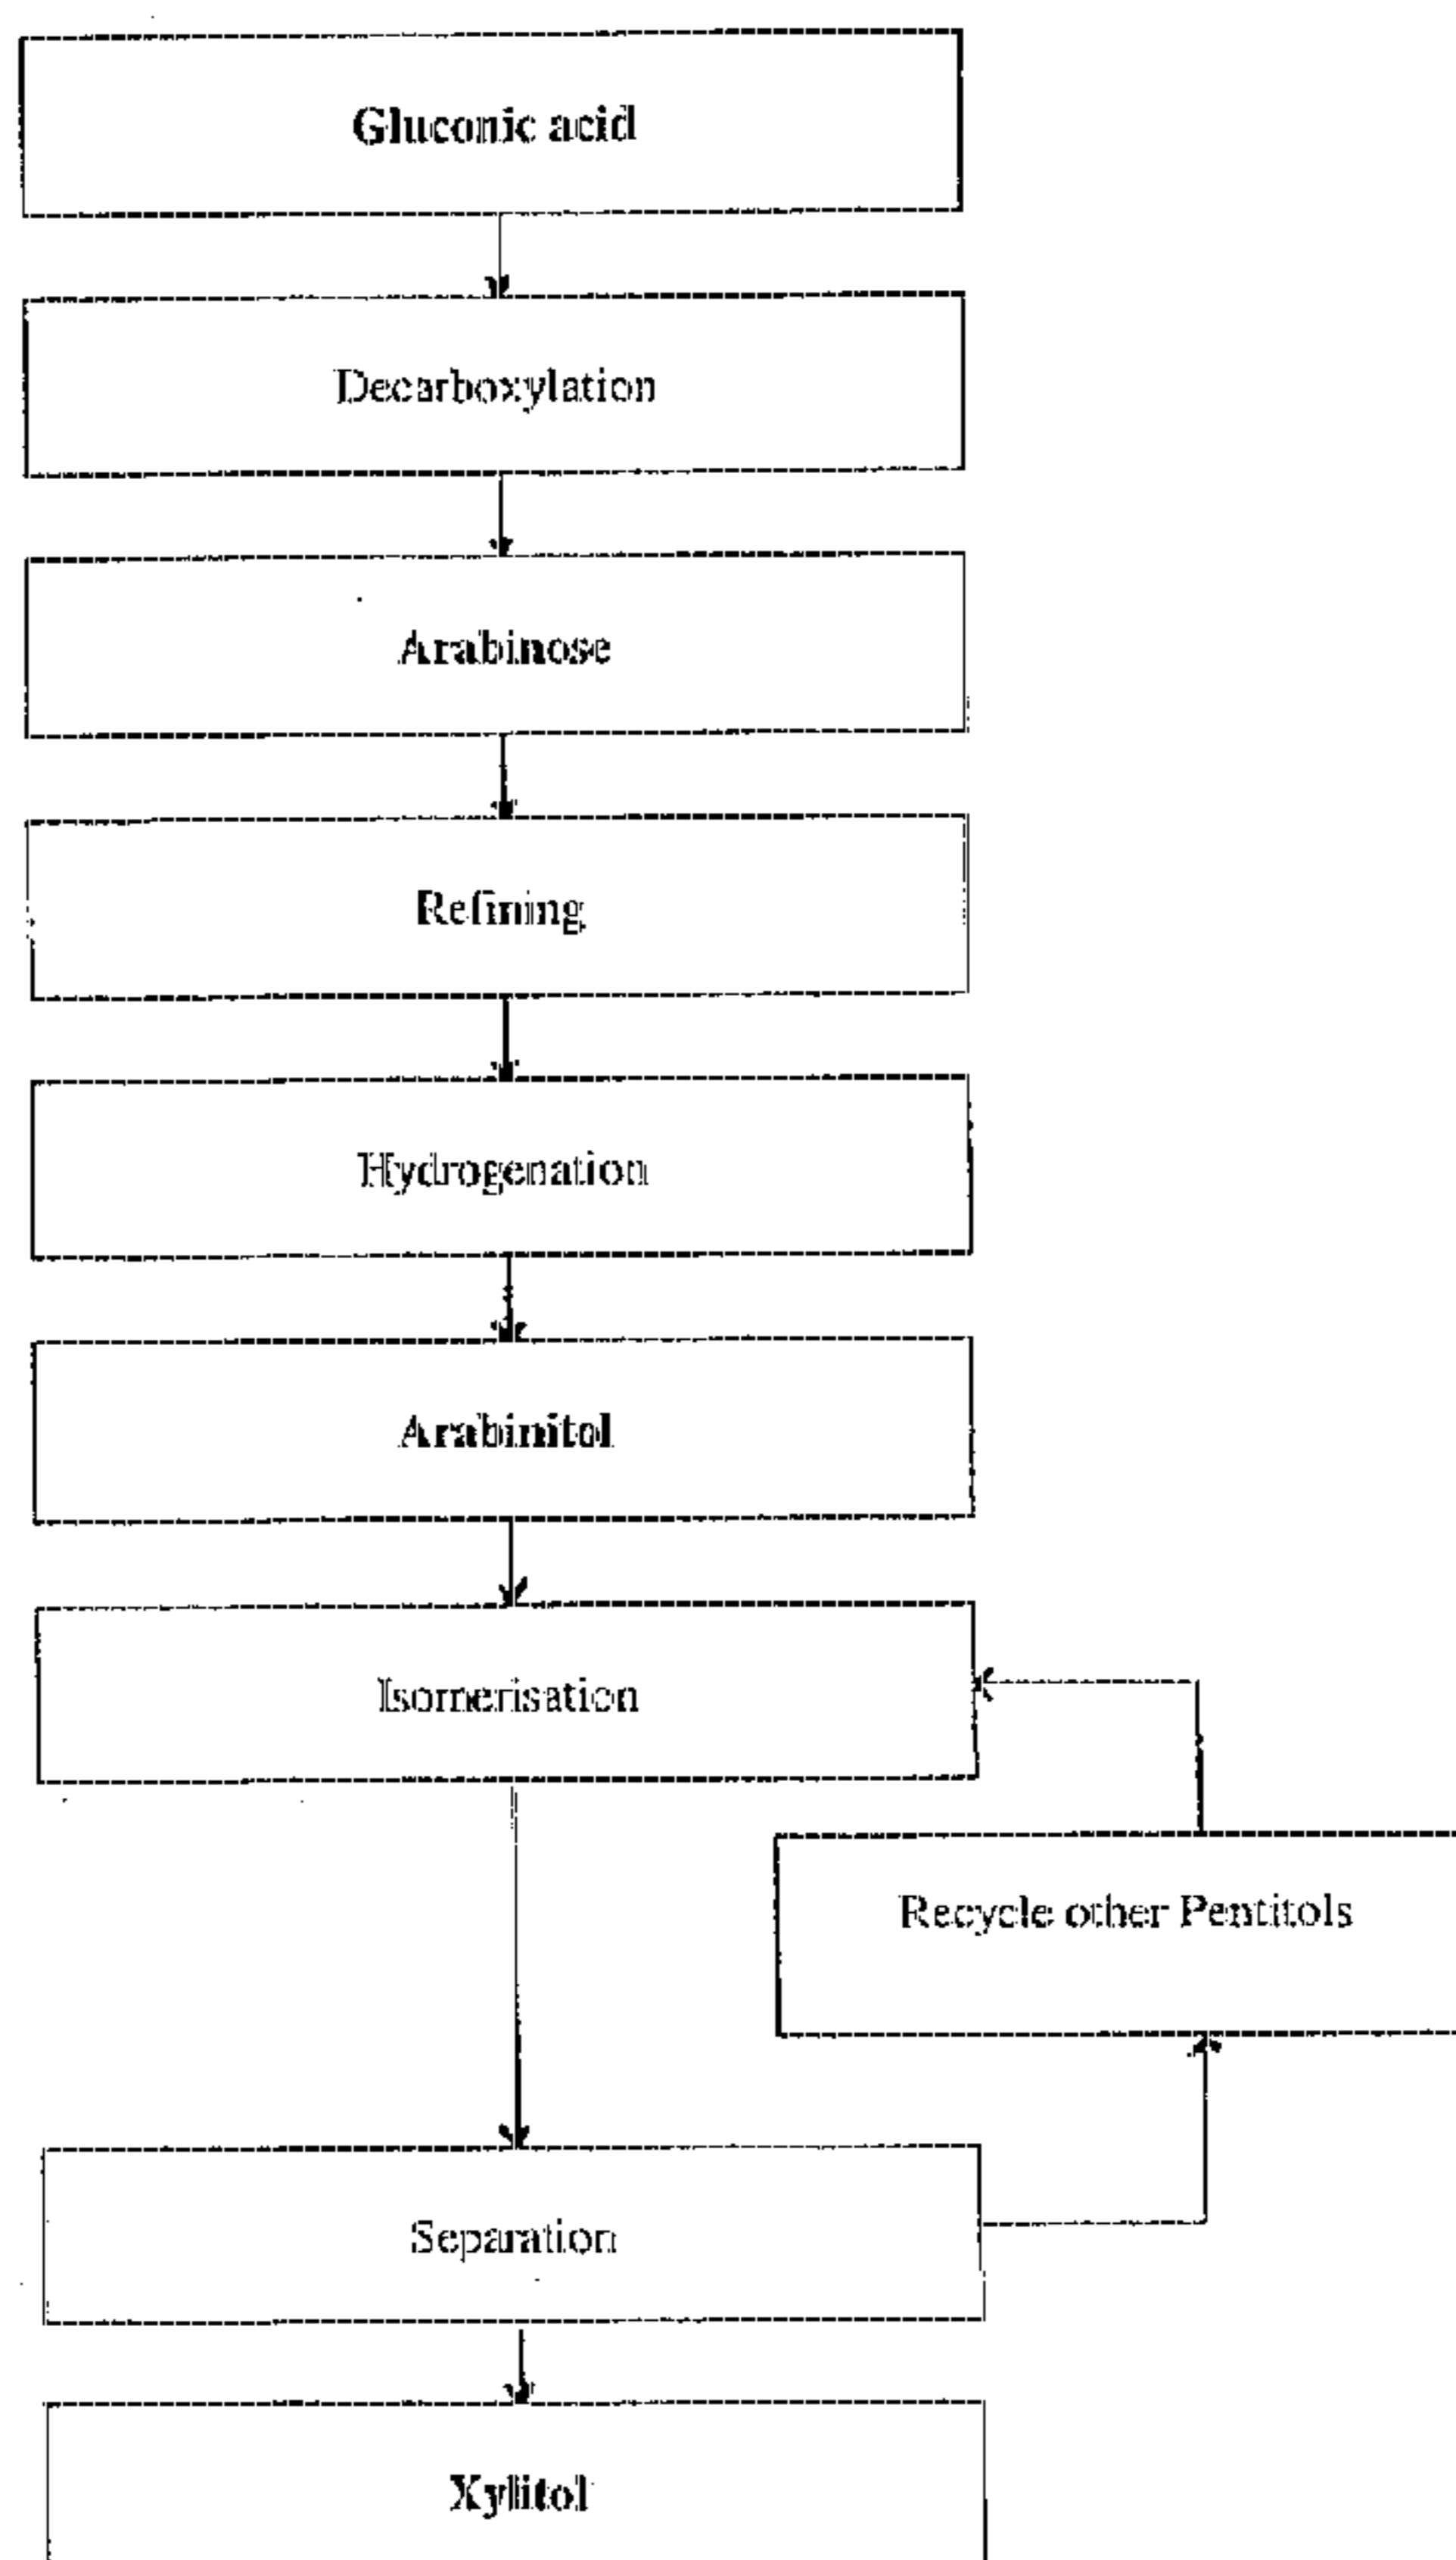 Gluconic acid
Decarboxylation
Arabinose
Refining
Hydrogenation
Arabinitol
Isomerisation
Recycle other Pentitols
Separation
Xylitol